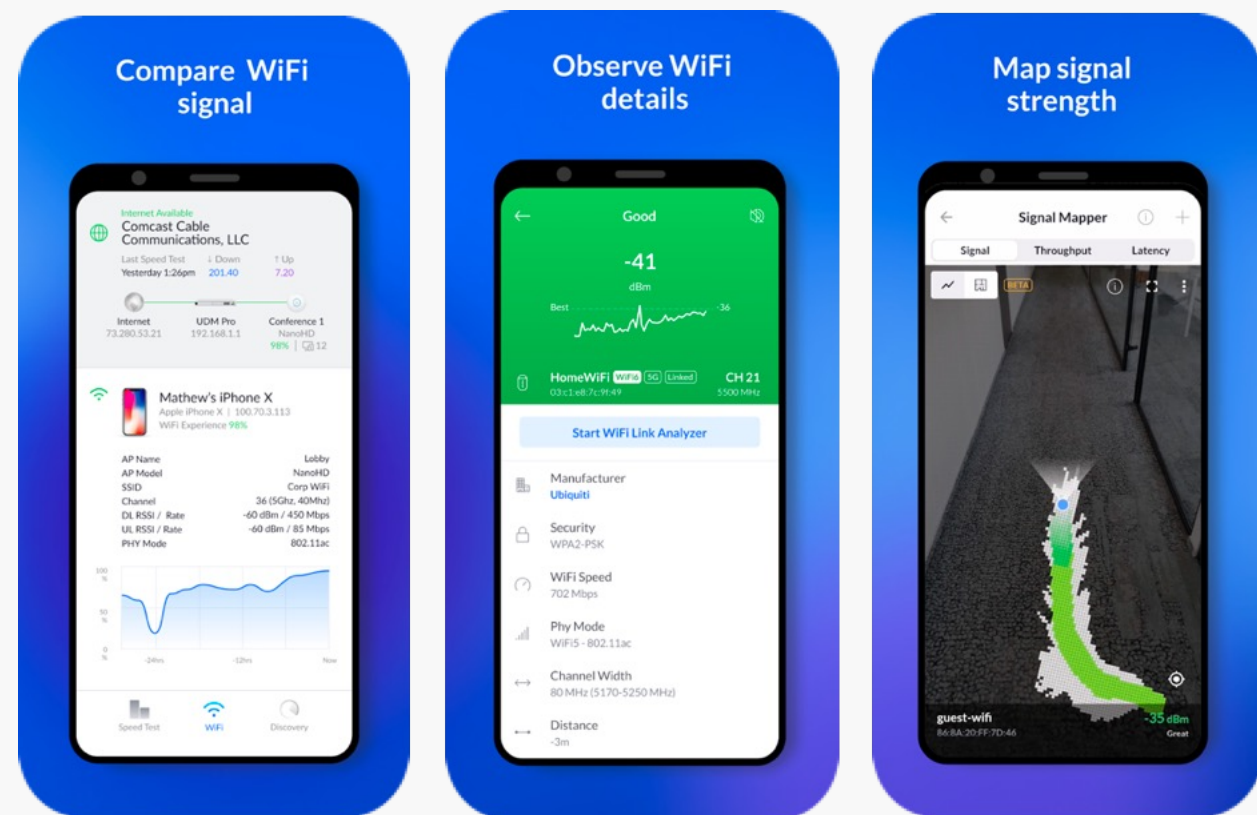 Compare WiFi
signal
Internet Available
Comcast Cable
Communications, LLC
Last Speed Test ↓ Down ↑ Up
Yesterday 1:26pm 201.40 7.20
Internet UDM Pro Conference 1
73.280.53.21 192.168.1.1 NanoHD
98% | 12
Mathew's iPhone X
Apple iPhone X | 100.70.3.113
WiFi Experience 98%
AP Name Lobby
AP Model NanoHD
SSID Corp WiFi
Channel 36 (5Ghz, 40Mhz)
DL RSSI / Rate -60 dBm / 450 Mbps
UL RSSI / Rate -60 dBm / 85 Mbps
PHY Mode 802.11ac
100
%
50
%
0
%
-24hrs -12hrs Now
Speed Test WiFi Discovery
Observe WiFi
details
Good
-41
dBm
Best -36
HomeWiFi WiFi6 5G Linked CH 21
03:c1:e8:7c:9f:49 5500 MHz
Start WiFi Link Analyzer
Manufacturer
Ubiquiti
Security
WPA2-PSK
WiFi Speed
702 Mbps
Phy Mode
WiFi5 - 802.11ac
Channel Width
80 MHz (5170-5250 MHz)
Distance
~3m
Map signal
strength
Signal Mapper
Signal Throughput Latency
BETA
guest-wifi -35 dBm
86:8A:20:FF:7D:46 Great